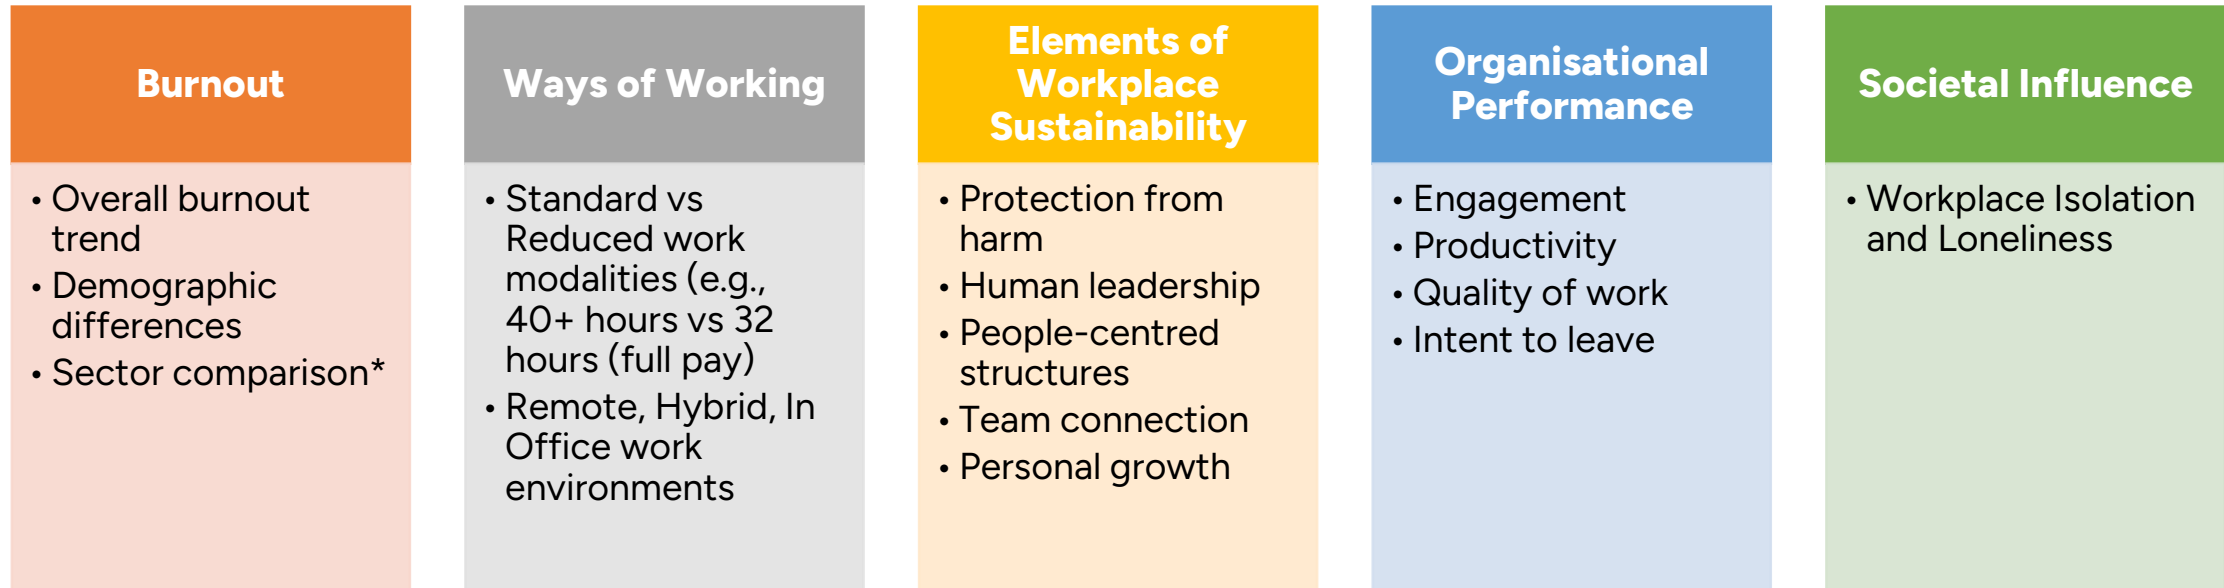 Burnout
• Overall burnout
trend
• Demographic
differences
• Sector comparison*
Ways of Working
• Standard vs
Reduced work
modalities (e.g.,
40+ hours vs 32
hours (full pay)
• Remote, Hybrid, In
Office work
environments
Elements of
Workplace
Sustainability
• Protection from
harm
• Human leadership
• People-centred
structures
• Team connection
• Personal growth
Organisational
Performance
• Engagement
• Productivity
• Quality of work
• Intent to leave
Societal Influence
• Workplace Isolation
and Loneliness